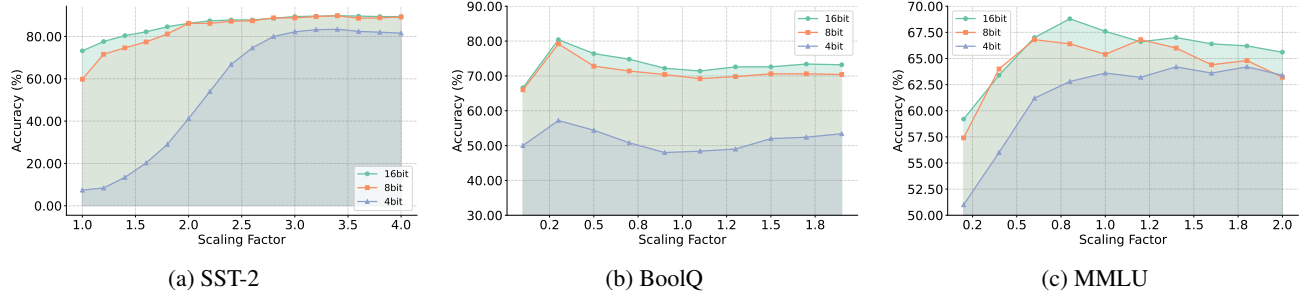 80.00
60.00
40.00
20.00
0.00
Accuracy (%)
1.0 1.5 2.0 2.5 3.0 3.5 4.0
Scaling Factor
16bit
8bit
4bit
(a) SST-2
90.00
80.00
70.00
60.00
50.00
40.00
30.00
Accuracy (%)
0.2 0.5 0.8 1.0 1.2 1.5 1.8
Scaling Factor
16bit
8bit
4bit
(b) BoolQ
70.00
67.50
65.00
62.50
60.00
57.50
55.00
52.50
50.00
Accuracy (%)
0.2 0.5 0.8 1.0 1.2 1.5 1.8 2.0
Scaling Factor
16bit
8bit
4bit
(c) MMLU